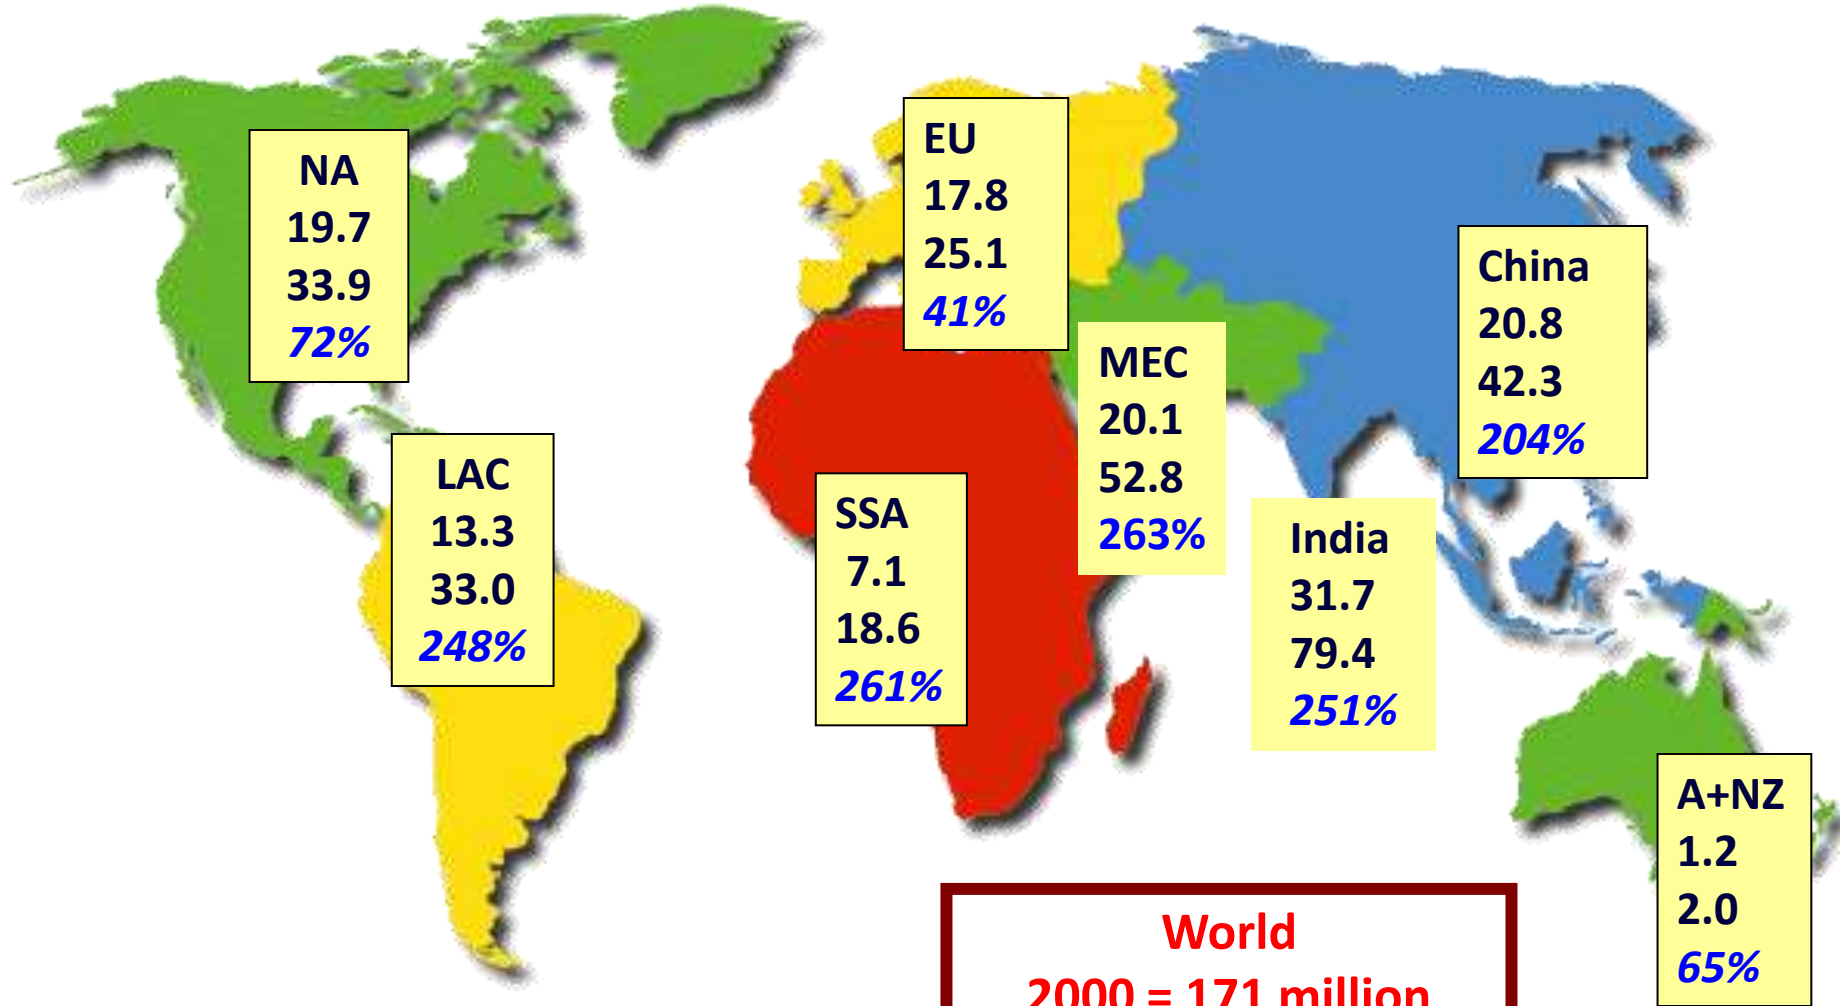 NA
19.7
33.9
72%
LAC
13.3
33.0
248%
EU
17.8
25.1
41%
SSA
7.1
18.6
261%
MEC
20.1
52.8
263%
India
31.7
79.4
251%
China
20.8
42.3
204%
A+NZ
1.2
2.0
65%
World
2000 = 171 million